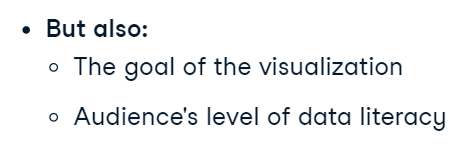 But also:
The goal of the visualization
Audience's level of data literacy